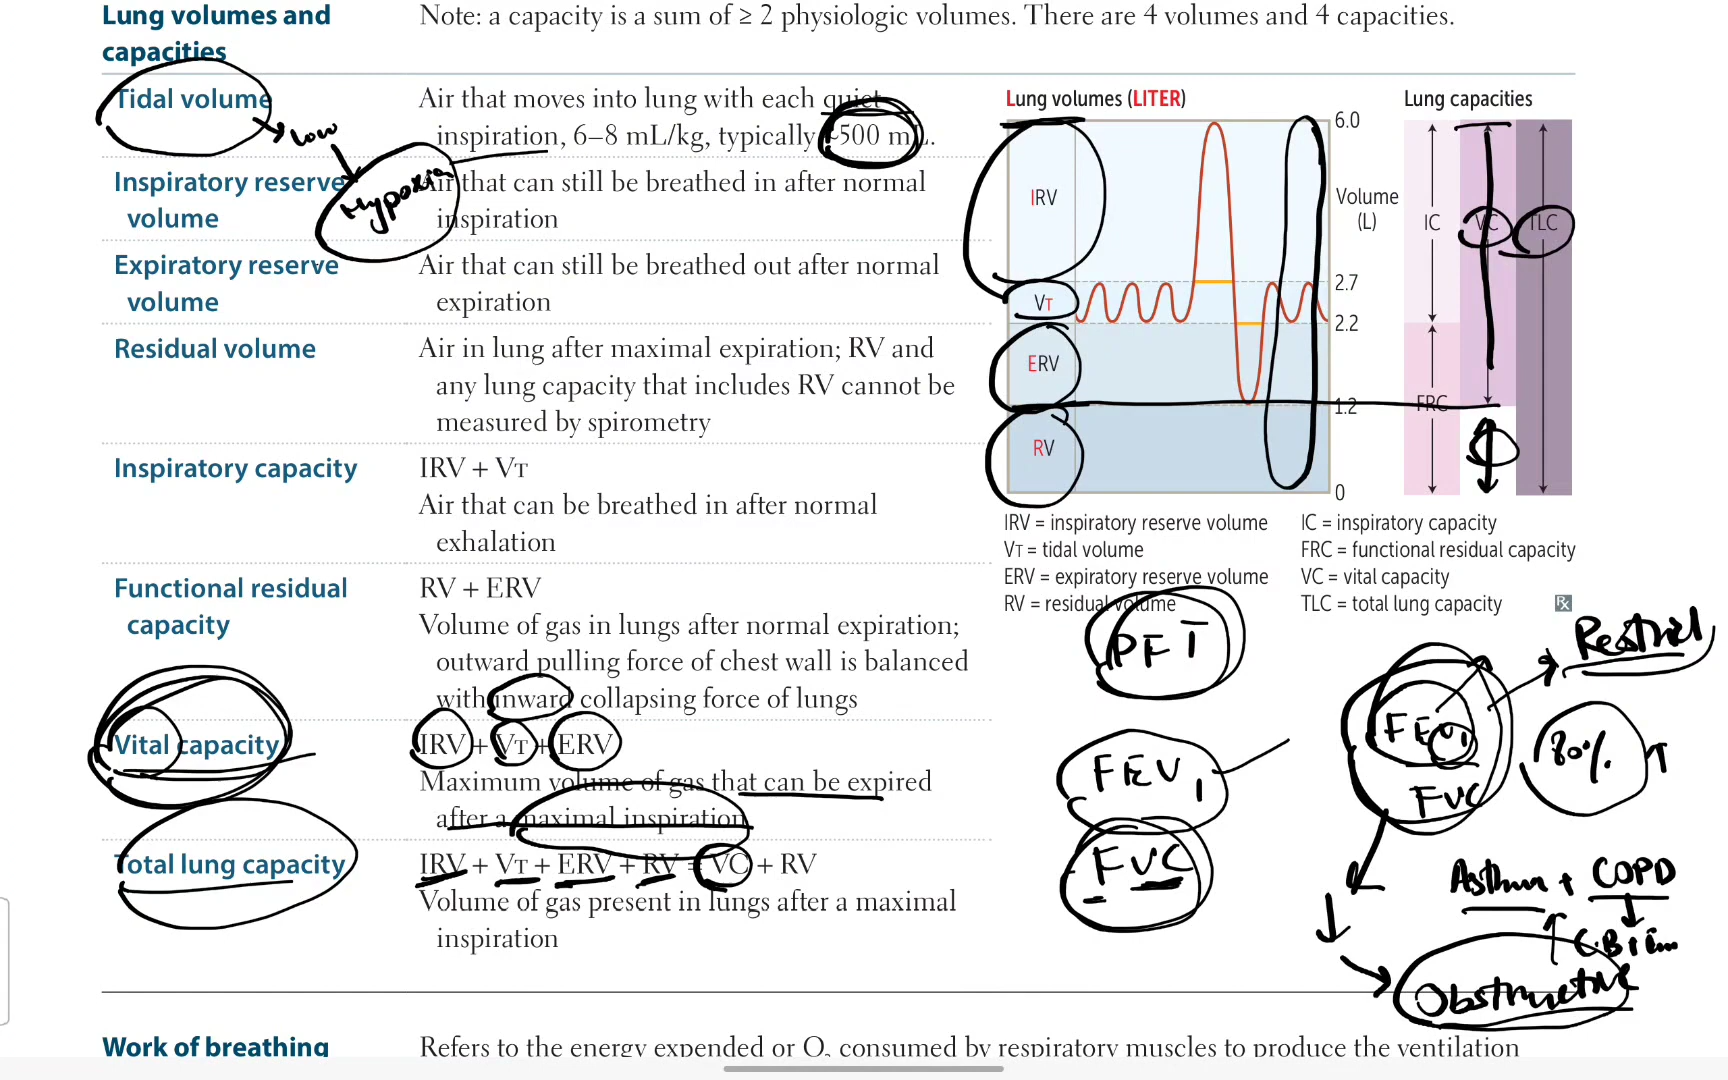 Lung volumes and
capacities
Note: a capacity is a sum of ≥ 2 physiologic volumes. There are 4 volumes and 4 capacities.
Tidal volume
Air that moves into lung with each quiet
inspiration, 6–8 mL/kg, typically ~500 mL.
Low
Hypoxia
Inspiratory reserve
volume
Air that can still be breathed in after normal
inspiration
Expiratory reserve
volume
Air that can still be breathed out after normal
expiration
Residual volume
Air in lung after maximal expiration; RV and
any lung capacity that includes RV cannot be
measured by spirometry
Inspiratory capacity
IRV + VT
Air that can be breathed in after normal
exhalation
Functional residual
capacity
RV + ERV
Volume of gas in lungs after normal expiration;
outward pulling force of chest wall is balanced
with inward collapsing force of lungs
Vital capacity
IRV + VT + ERV
Maximum volume of gas that can be expired
after a maximal inspiration
Total lung capacity
IRV + VT + ERV + RV = VC + RV
Volume of gas present in lungs after a maximal
inspiration
Lung volumes (LITER)
Lung capacities
IRV
VT
ERV
RV
6.0
Volume
(L)
2.7
2.2
1.2
0
IC
VC
TLC
FRC
IRV = inspiratory reserve volume
VT = tidal volume
ERV = expiratory reserve volume
RV = residual volume
IC = inspiratory capacity
FRC = functional residual capacity
VC = vital capacity
TLC = total lung capacity
Rx
PFT
FEV1
FVC
FEV1
FVC
80% ↑
Asthma + COPD
Obstructive
Work of breathing
Refers to the energy expended or O2 consumed by respiratory muscles to produce the ventilation